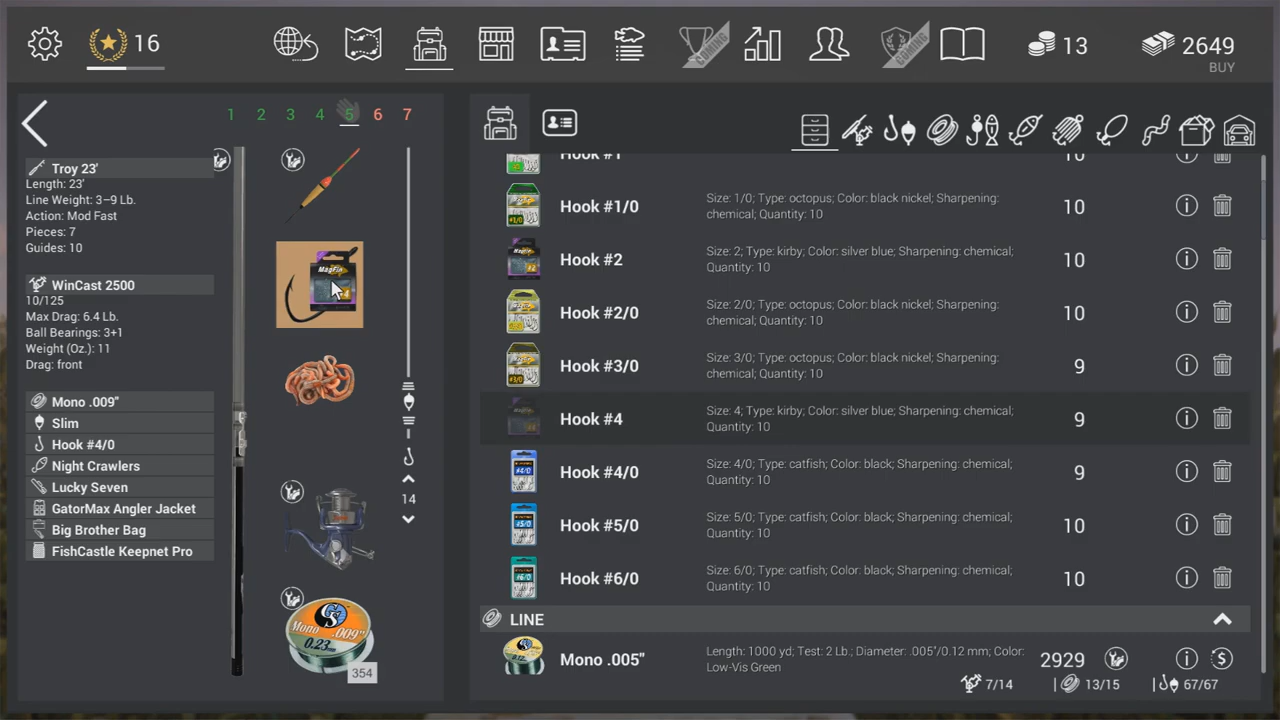 16
COMING
COMING
13
2649
BUY
1 2 3 4 5 6 7
Troy 23'
Length: 23'
Line Weight: 3–9 Lb.
Action: Mod Fast
Pieces: 7
Guides: 10
WinCast 2500
10/125
Max Drag: 6.4 Lb.
Ball Bearings: 3+1
Weight (Oz.): 11
Drag: front
Mono .009"
Slim
Hook #4/0
Night Crawlers
Lucky Seven
GatorMax Angler Jacket
Big Brother Bag
FishCastle Keepnet Pro
MagFin
14
Mono .009"
0.23mm
354
Hook #1
10
Hook #1/0
Size: 1/0; Type: octopus; Color: black nickel; Sharpening:
chemical; Quantity: 10
10
Hook #2
Size: 2; Type: kirby; Color: silver blue; Sharpening: chemical;
Quantity: 10
10
Hook #2/0
Size: 2/0; Type: octopus; Color: black nickel; Sharpening:
chemical; Quantity: 10
10
Hook #3/0
Size: 3/0; Type: octopus; Color: black nickel; Sharpening:
chemical; Quantity: 10
9
Hook #4
Size: 4; Type: kirby; Color: silver blue; Sharpening: chemical;
Quantity: 10
9
Hook #4/0
Size: 4/0; Type: catfish; Color: black; Sharpening: chemical;
Quantity: 10
9
Hook #5/0
Size: 5/0; Type: catfish; Color: black; Sharpening: chemical;
Quantity: 10
10
Hook #6/0
Size: 6/0; Type: catfish; Color: black; Sharpening: chemical;
Quantity: 10
10
LINE
Mono .005"
Length: 1000 yd; Test: 2 Lb.; Diameter: .005"/0.12 mm; Color:
Low-Vis Green
2929
7/14
13/15
67/67